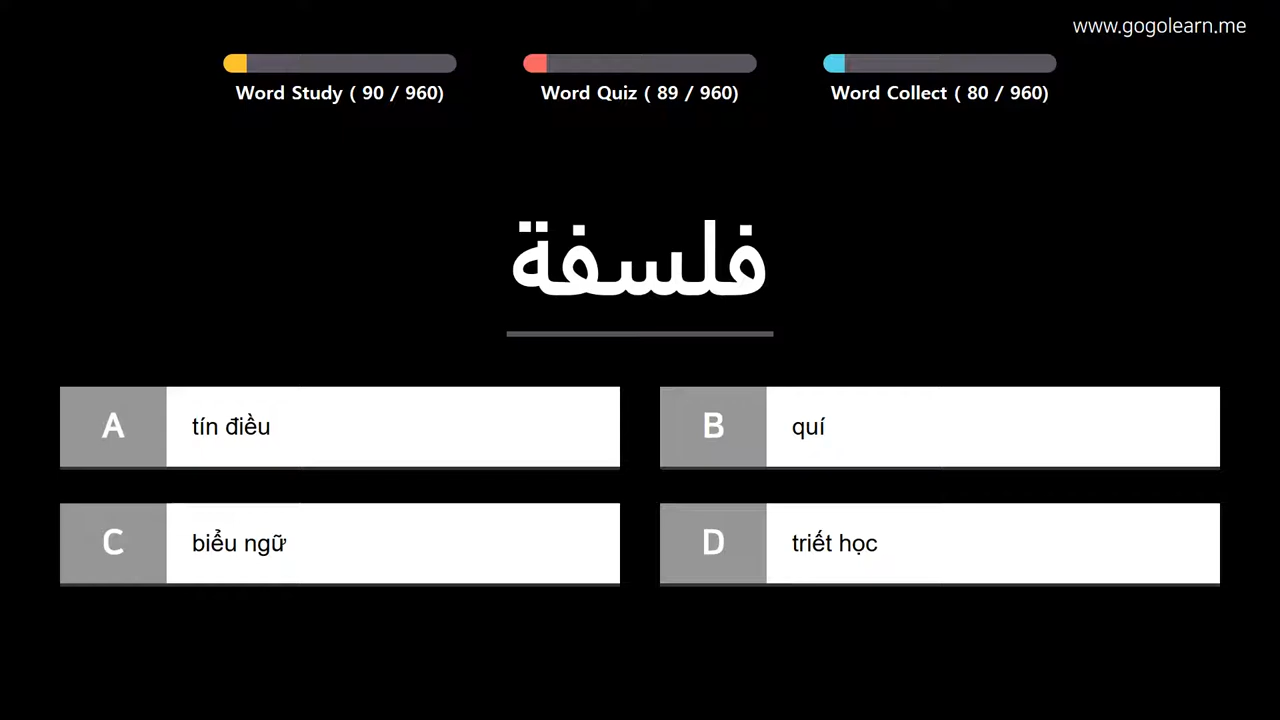 www.gogolearn.me
Word Study ( 90 / 960)
Word Quiz ( 89 / 960)
Word Collect ( 80 / 960)
فلسفة
A tín điều
B quí
C biểu ngữ
D triết học